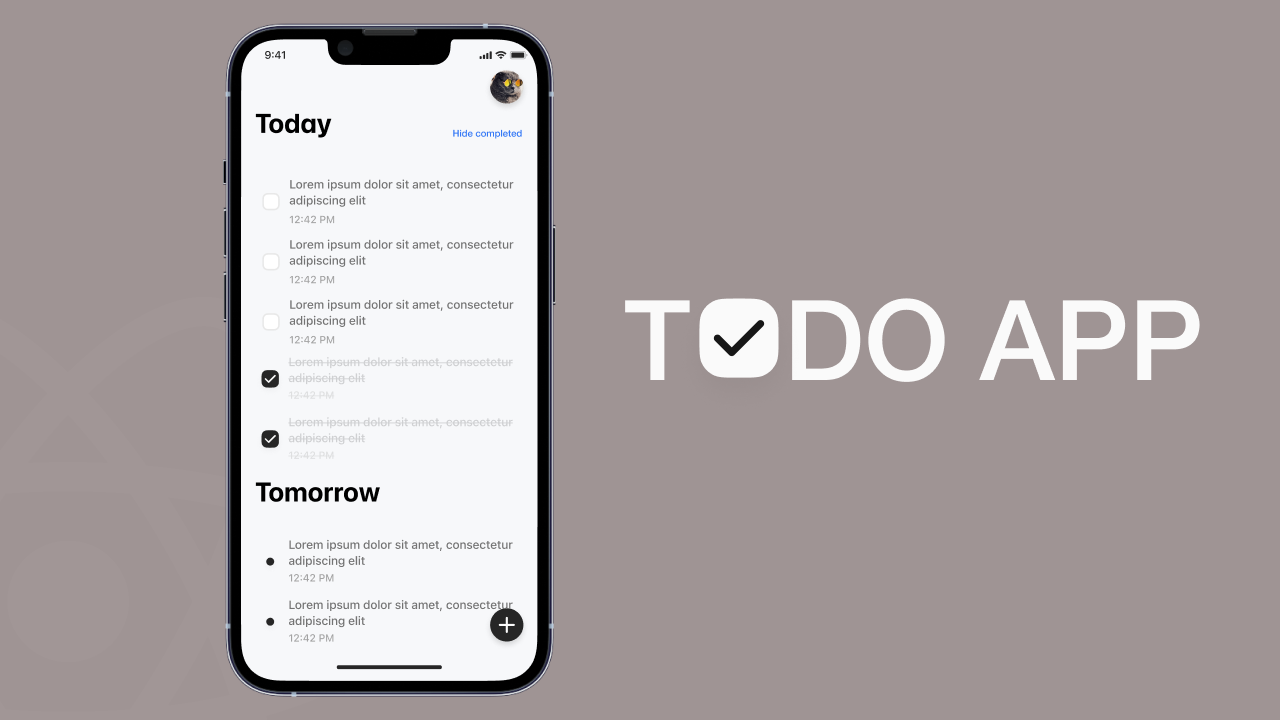 9:41
Today
Hide completed
Lorem ipsum dolor sit amet, consectetur
adipiscing elit
12:42 PM
Lorem ipsum dolor sit amet, consectetur
adipiscing elit
12:42 PM
Lorem ipsum dolor sit amet, consectetur
adipiscing elit
12:42 PM
Lorem ipsum dolor sit amet, consectetur
adipiscing elit
12:42 PM
Lorem ipsum dolor sit amet, consectetur
adipiscing elit
12:42 PM
Tomorrow
Lorem ipsum dolor sit amet, consectetur
adipiscing elit
12:42 PM
Lorem ipsum dolor sit amet, consectetur
adipiscing elit
12:42 PM
TODO APP